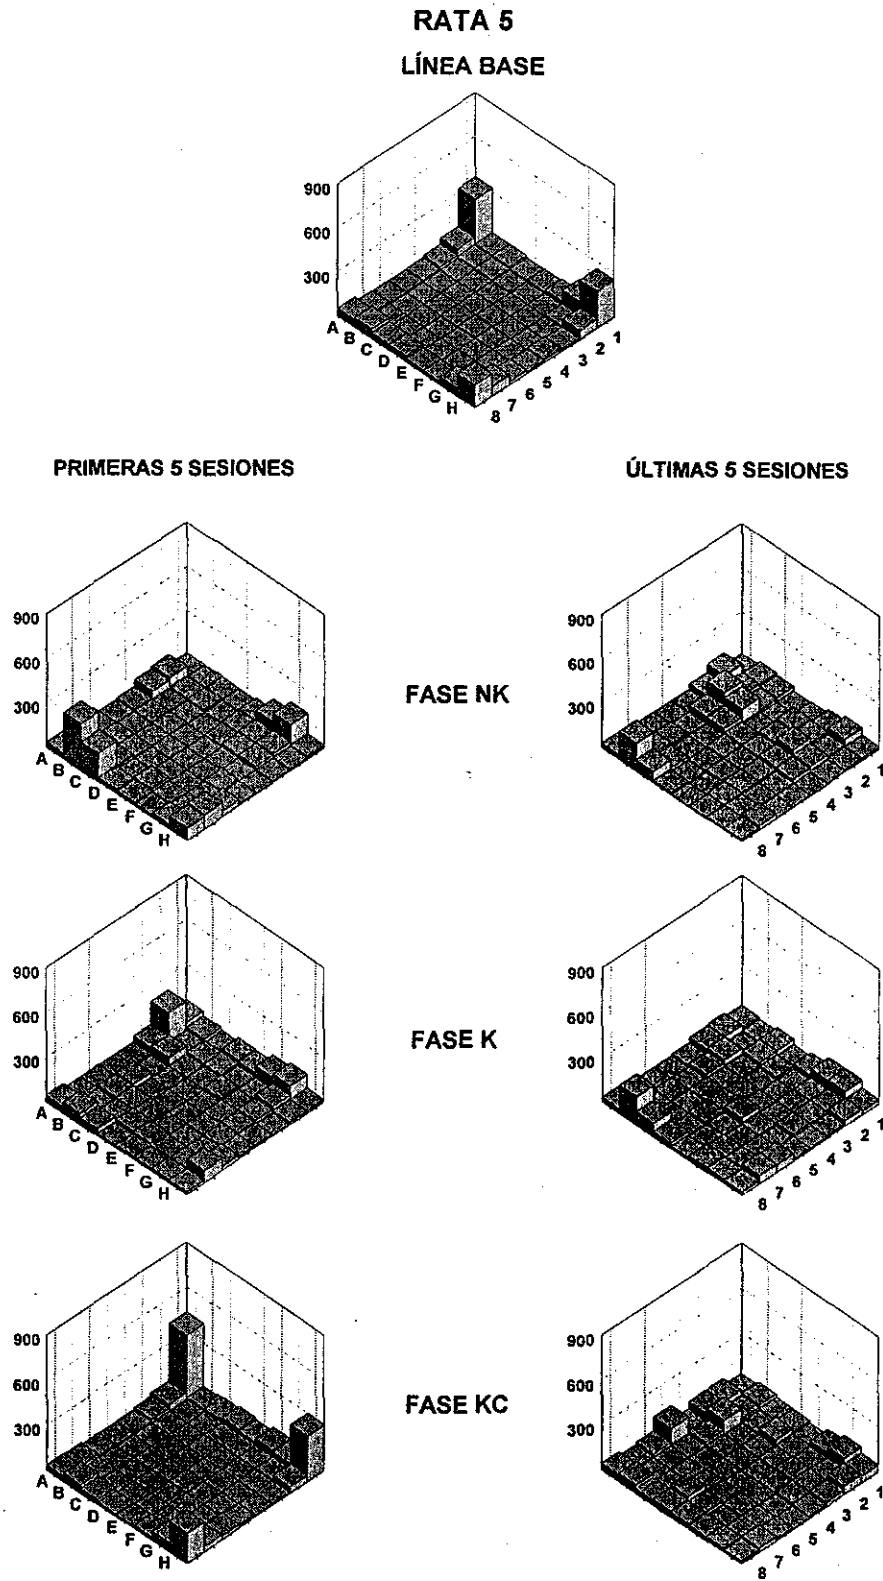 RATA 5
LÍNEA BASE
900
600
300
A B C D E F G H
8 7 6 5 4 3 2 1
PRIMERAS 5 SESIONES
ÚLTIMAS 5 SESIONES
900
600
300
A B C D E F G H
FASE NK
900
600
300
8 7 6 5 4 3 2 1
900
600
300
A B C D E F G H
FASE K
900
600
300
8 7 6 5 4 3 2 1
900
600
300
A B C D E F G H
FASE KC
900
600
300
8 7 6 5 4 3 2 1